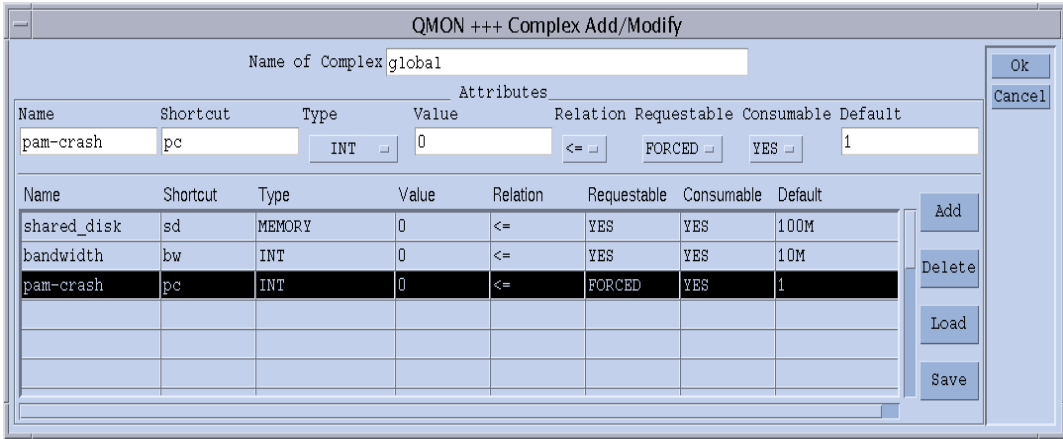 QMON +++ Complex Add/Modify
Name of Complex global
Ok
Cancel
Attributes
Name Shortcut Type Value Relation Requestable Consumable Default
pam-crash pc INT 0 <= FORCED YES 1
Name Shortcut Type Value Relation Requestable Consumable Default
shared_disk sd MEMORY 0 <= YES YES 100M
bandwidth bw INT 0 <= YES YES 10M
pam-crash pc INT 0 <= FORCED YES 1
Add
Delete
Load
Save